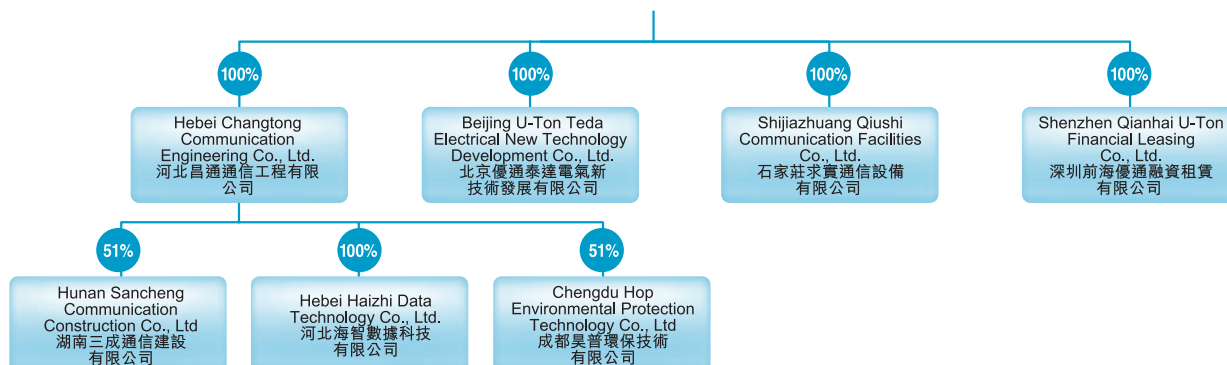 100%
100%
100%
100%
Hebei Changtong
Communication
Engineering Co., Ltd.
河北昌通通信工程有限
公司
Beijing U-Ton Teda
Electrical New Technology
Development Co., Ltd.
北京優通泰達電氣新
技術發展有限公司
Shijiazhuang Qiushi
Communication Facilities
Co., Ltd.
石家莊求實通信設備
有限公司
Shenzhen Qianhai U-Ton
Financial Leasing
Co., Ltd.
深圳前海優通融資租賃
有限公司
51%
100%
51%
Hunan Sancheng
Communication
Construction Co., Ltd
湖南三成通信建設
有限公司
Hebei Haizhi Data
Technology Co., Ltd.
河北海智數據科技
有限公司
Chengdu Hop
Environmental Protection
Technology Co., Ltd
成都昊普環保技術
有限公司